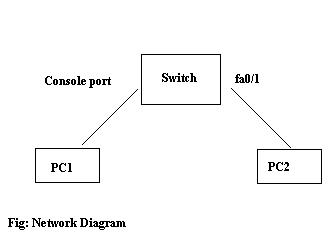 Console port
Switch
fa0/1
PC1
PC2
Fig: Network Diagram